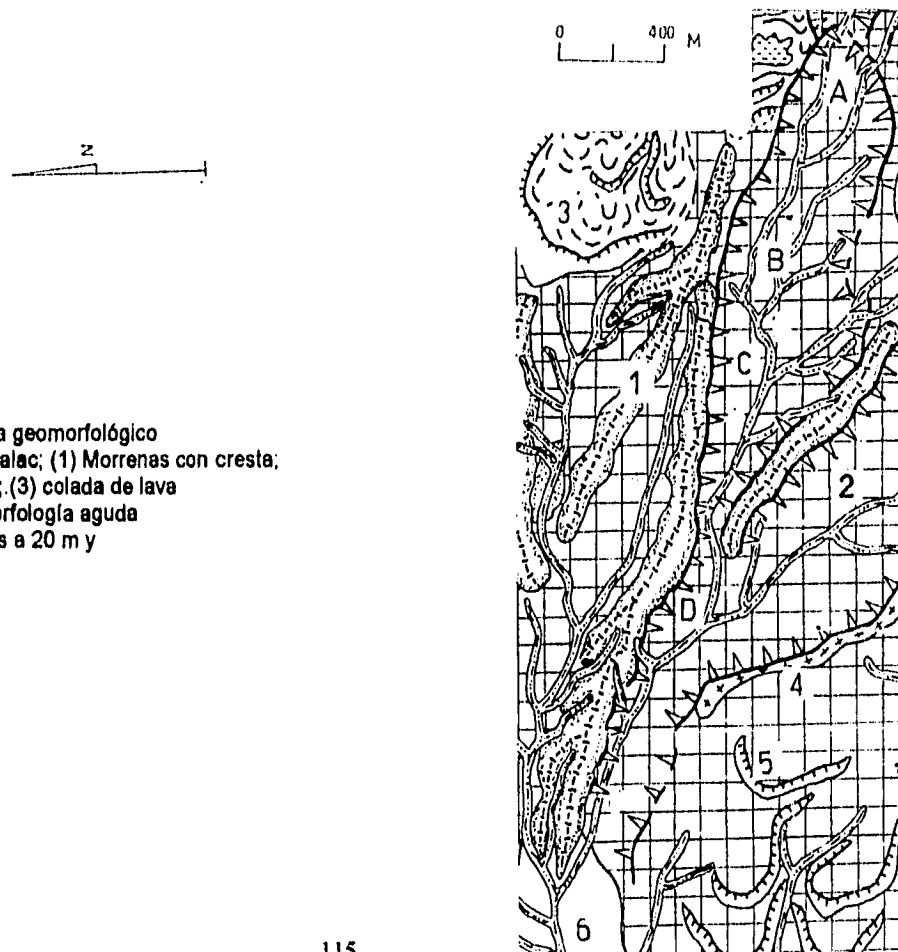 0 400 M
A
N
3
B
C
1
a geomorfológico
alac; (1) Morrenas con cresta;
; (3) colada de lava
orfología aguda
s a 20 m y
2
D
4
5
6
115